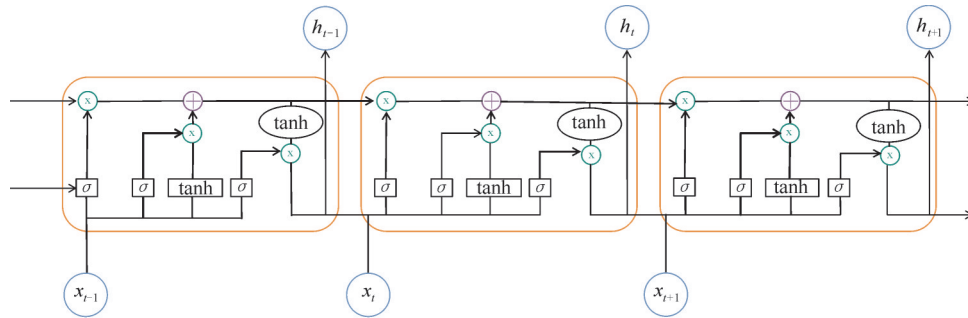 h_{t-1} h_t h_{t+1}
x x x
tanh tanh tanh
x x x x x x
σ σ tanh σ σ σ tanh σ σ σ tanh σ
x_{t-1} x_t x_{t+1}